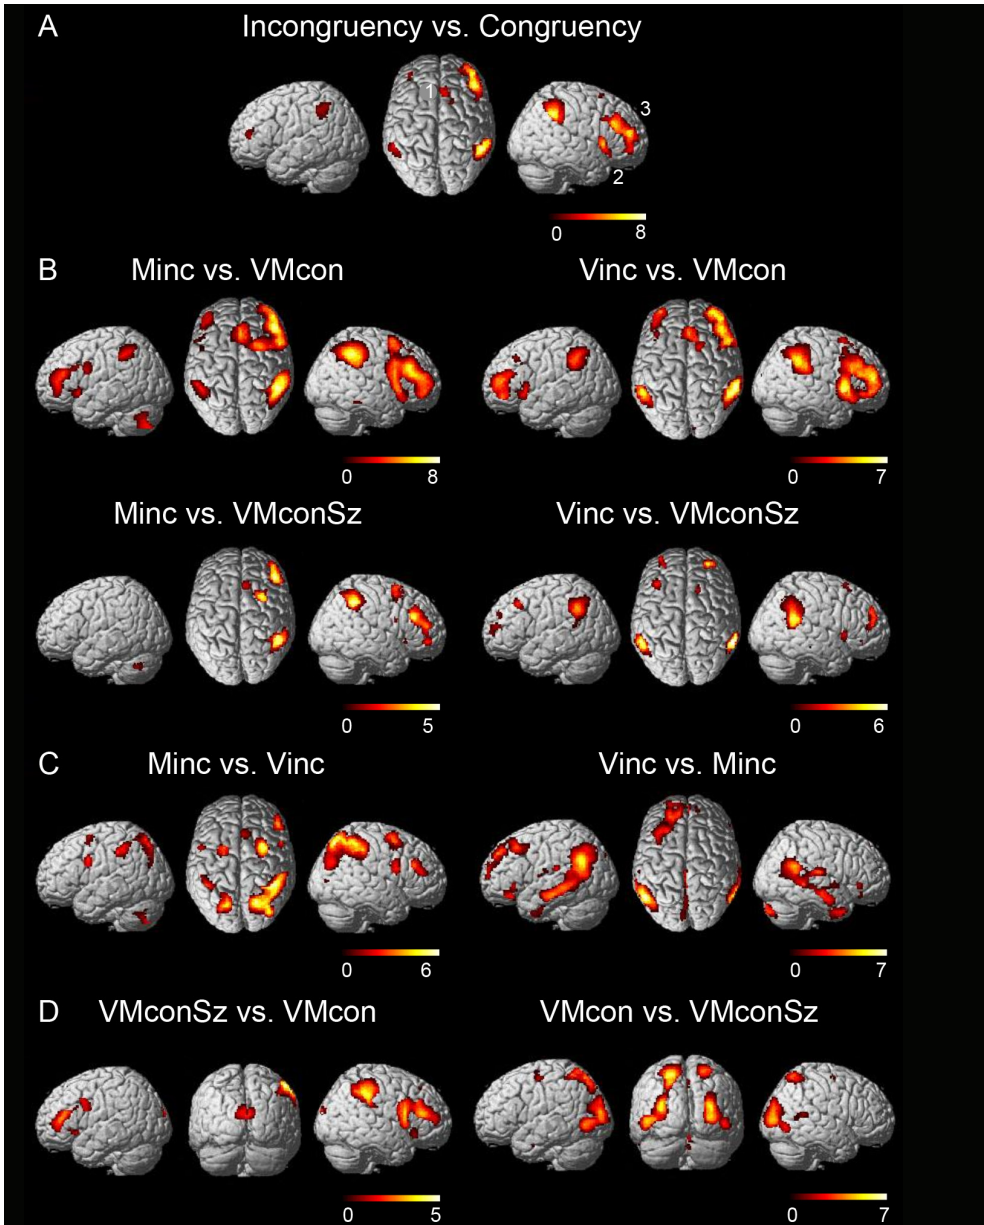 A Incongruency vs. Congruency
1
3
2
0 8
B Minc vs. VMcon Vinc vs. VMcon
0 8 0 7
Minc vs. VMconSz Vinc vs. VMconSz
0 5 0 6
C Minc vs. Vinc Vinc vs. Minc
0 6 0 7
D VMconSz vs. VMcon VMcon vs. VMconSz
0 5 0 7